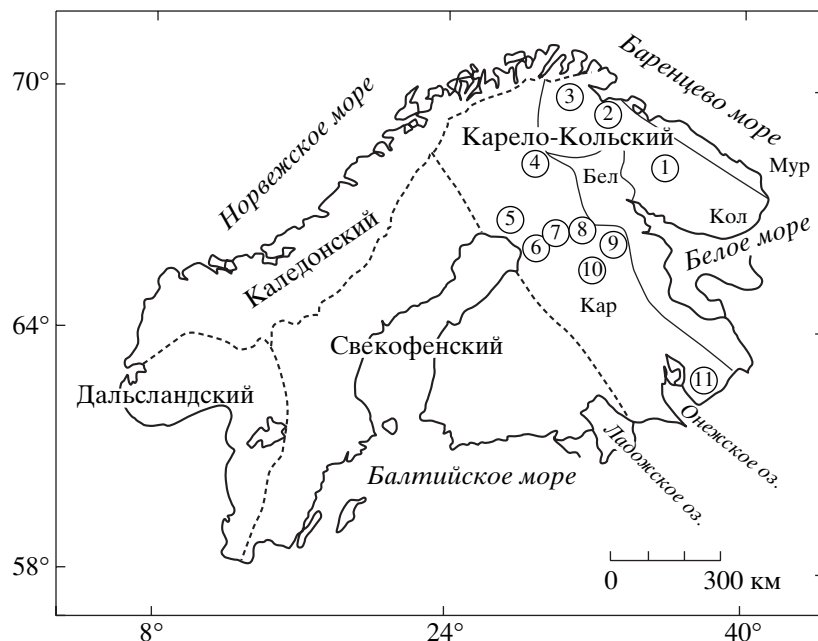 70°
64°
58°
8°
24°
40°
Норвежское море
Баренцево море
Карело-Кольский
Мур
Бел
Кол
Белое море
Каледонский
Кар
Свекофенский
Дальсландский
Балтийское море
Ладожское оз.
Онежское оз.
1
2
3
4
5
6
7
8
9
10
11
0 300 км